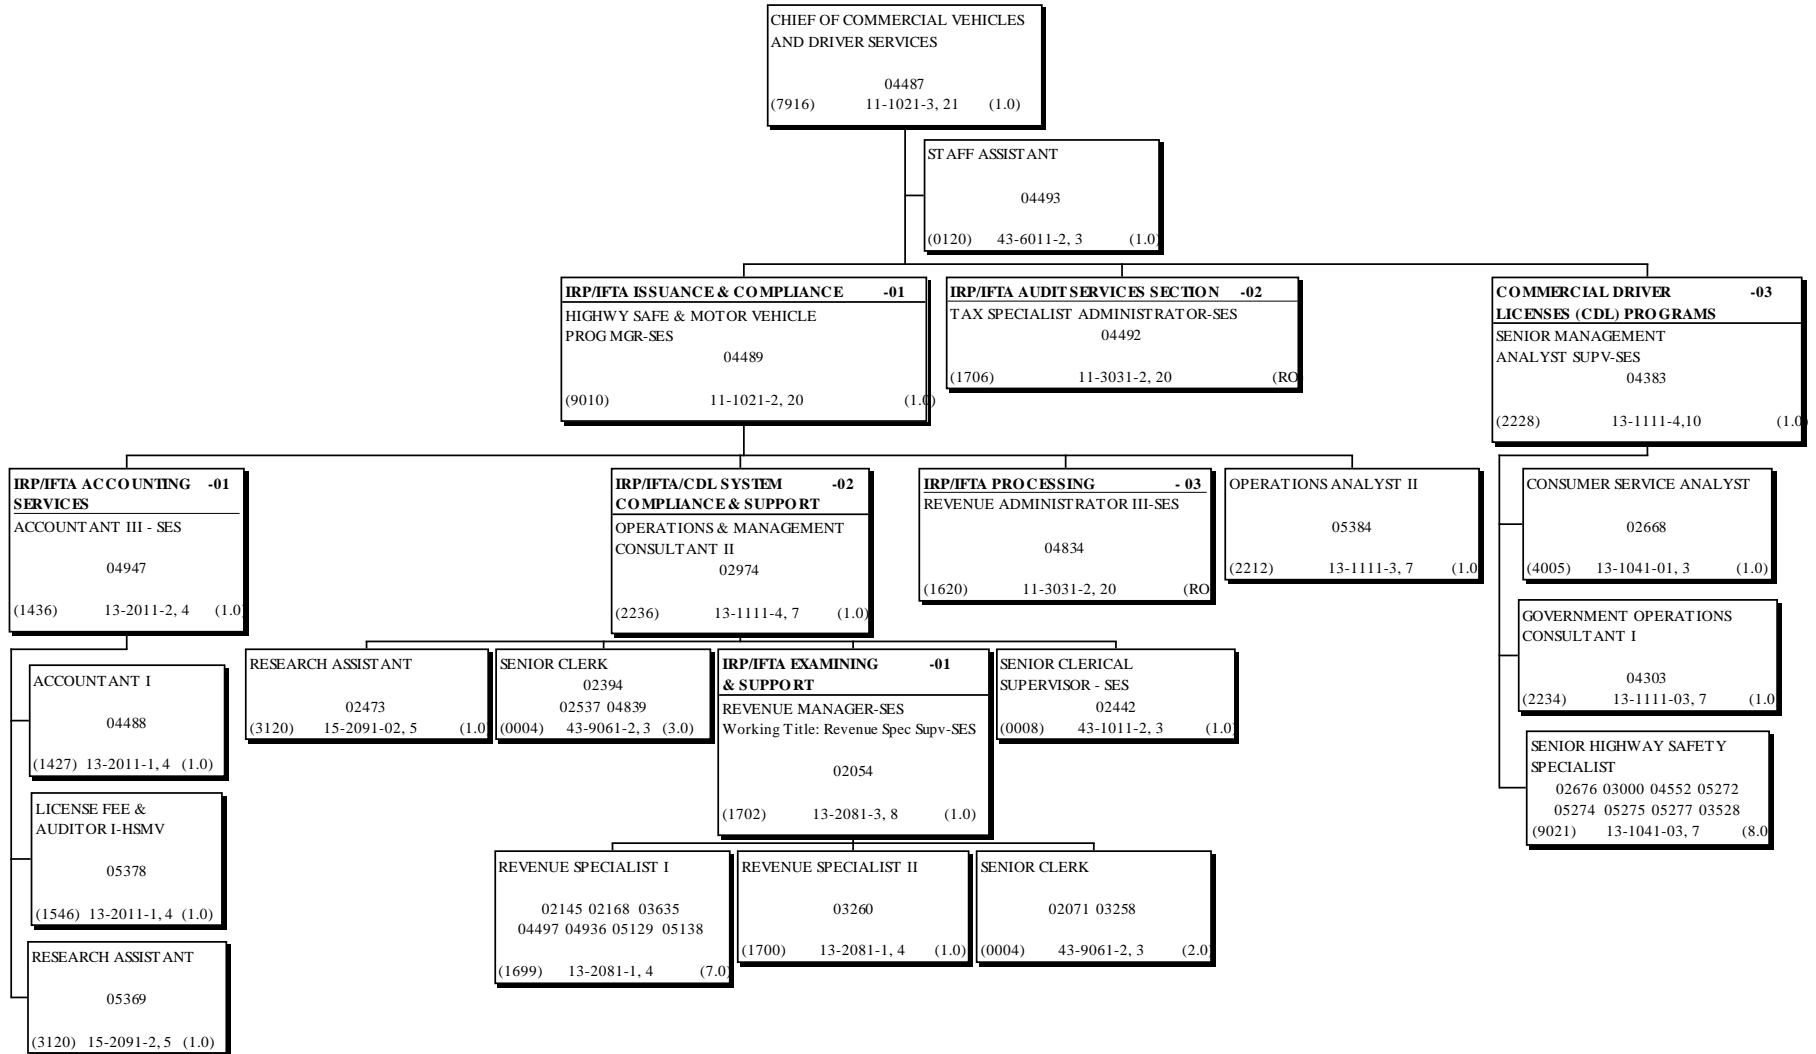 CHIEF OF COMMERCIAL VEHICLES
AND DRIVER SERVICES
04487
(7916) 11-1021-3, 21 (1.0)
STAFF ASSISTANT
04493
(0120) 43-6011-2, 3 (1.0)
IRP/IFTA ISSUANCE & COMPLIANCE -01
HIGHWY SAFE & MOTOR VEHICLE
PROG MGR-SES
04489
(9010) 11-1021-2, 20 (1.0)
IRP/IFTA AUDIT SERVICES SECTION -02
TAX SPECIALIST ADMINISTRATOR-SES
04492
(1706) 11-3031-2, 20 (RO
COMMERCIAL DRIVER -03
LICENSES (CDL) PROGRAMS
SENIOR MANAGEMENT
ANALYST SUPV-SES
04383
(2228) 13-1111-4,10 (1.0)
IRP/IFTA ACCOUNTING -01
SERVICES
ACCOUNTANT III - SES
04947
(1436) 13-2011-2, 4 (1.0)
IRP/IFTA/CDL SYSTEM -02
COMPLIANCE & SUPPORT
OPERATIONS & MANAGEMENT
CONSULTANT II
02974
(2236) 13-1111-4, 7 (1.0)
IRP/IFTA PROCESSING - 03
REVENUE ADMINISTRATOR III-SES
04834
(1620) 11-3031-2, 20 (RO
OPERATIONS ANALYST II
05384
(2212) 13-1111-3, 7 (1.0
CONSUMER SERVICE ANALYST
02668
(4005) 13-1041-01, 3 (1.0)
GOVERNMENT OPERATIONS
CONSULTANT I
04303
(2234) 13-1111-03, 7 (1.0
SENIOR HIGHWAY SAFETY
SPECIALIST
02676 03000 04552 05272
05274 05275 05277 03528
(9021) 13-1041-03, 7 (8.0
ACCOUNTANT I
04488
(1427) 13-2011-1, 4 (1.0)
LICENSE FEE &
AUDITOR I-HSMV
05378
(1546) 13-2011-1, 4 (1.0)
RESEARCH ASSISTANT
05369
(3120) 15-2091-2, 5 (1.0)
RESEARCH ASSISTANT
02473
(3120) 15-2091-02, 5 (1.0
SENIOR CLERK
02394
02537 04839
(0004) 43-9061-2, 3 (3.0)
IRP/IFTA EXAMINING -01
& SUPPORT
REVENUE MANAGER-SES
Working Title: Revenue Spec Supv-SES
02054
(1702) 13-2081-3, 8 (1.0)
SENIOR CLERICAL
SUPERVISOR - SES
02442
(0008) 43-1011-2, 3 (1.0
REVENUE SPECIALIST I
02145 02168 03635
04497 04936 05129 05138
(1699) 13-2081-1, 4 (7.0)
REVENUE SPECIALIST II
03260
(1700) 13-2081-1, 4 (1.0)
SENIOR CLERK
02071 03258
(0004) 43-9061-2, 3 (2.0